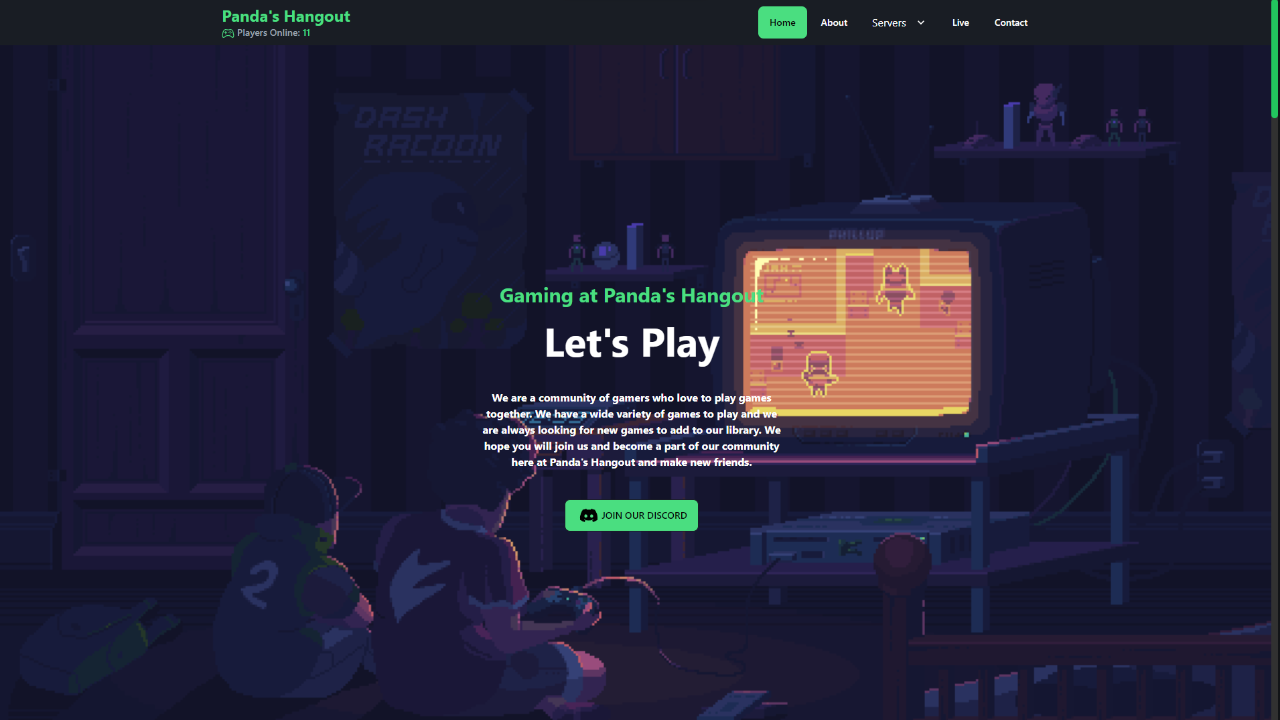 Panda's Hangout
Players Online: 11
Home
About
Servers
Live
Contact
DASH
RACOON
PHILLUP
Gaming at Panda's Hangout
Let's Play
We are a community of gamers who love to play games
together. We have a wide variety of games to play and we
are always looking for new games to add to our library. We
hope you will join us and become a part of our community
here at Panda's Hangout and make new friends.
JOIN OUR DISCORD
2